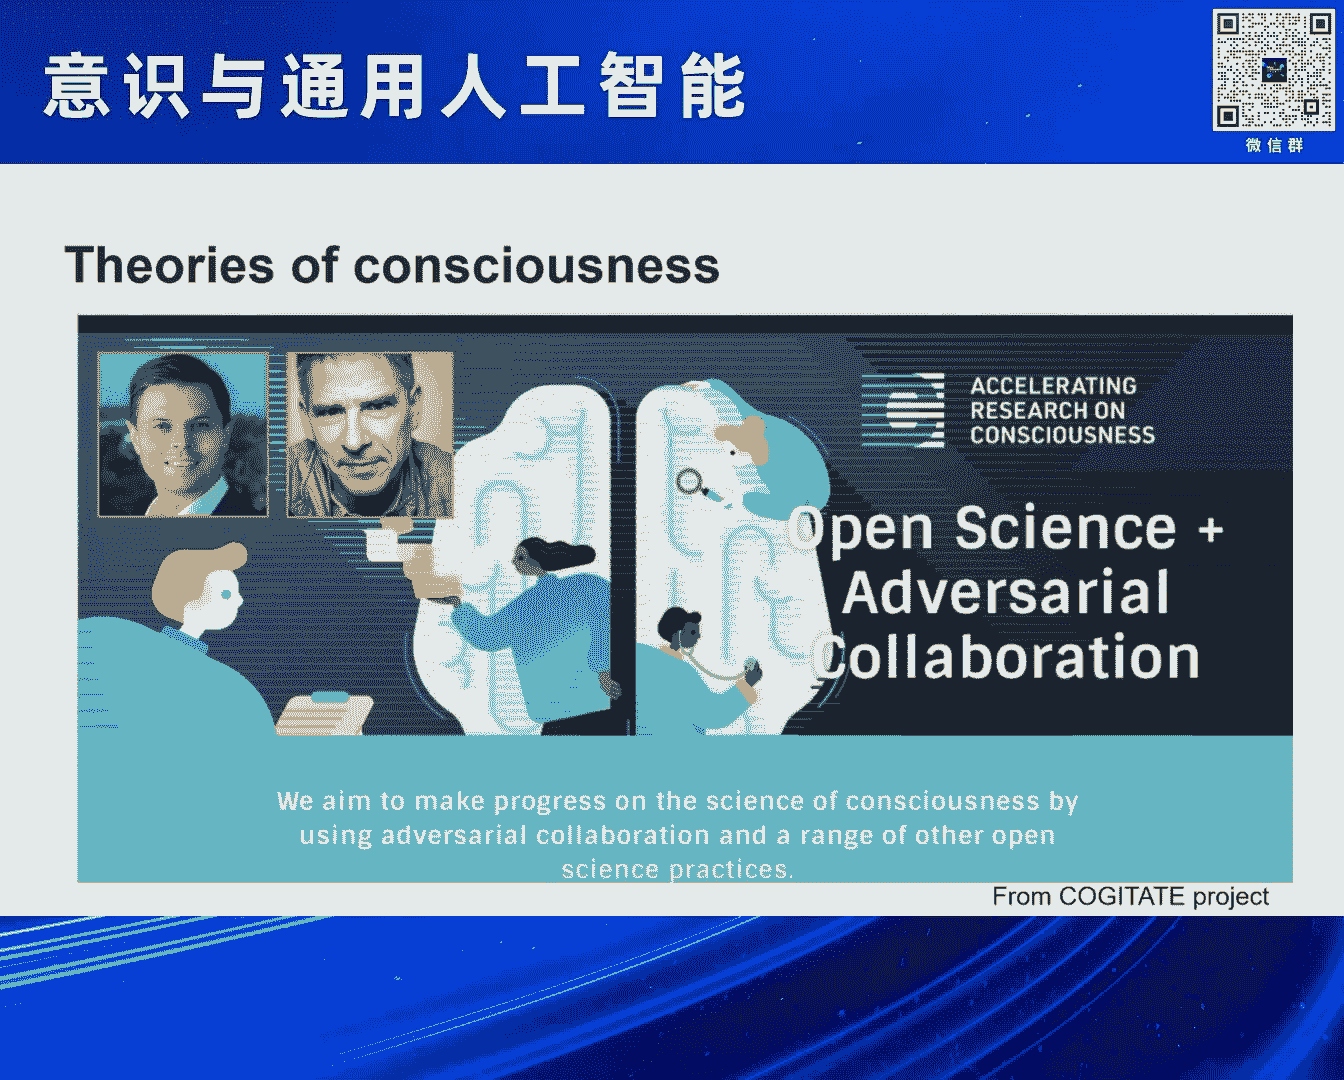 意识与通用人工智能
微信群
Theories of consciousness
ACCELERATING
RESEARCH ON
CONSCIOUSNESS
Open Science +
Adversarial
Collaboration
We aim to make progress on the science of consciousness by
using adversarial collaboration and a range of other open
science practices.
From COGITATE project